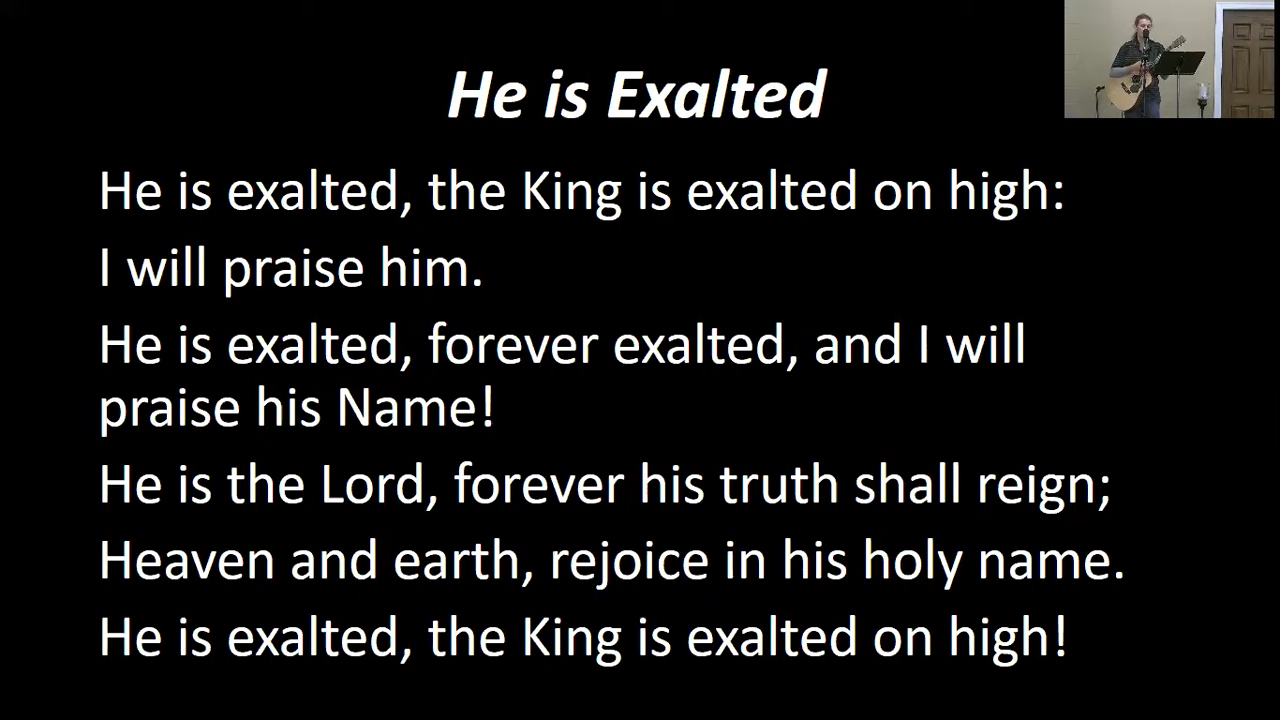 He is Exalted
He is exalted, the King is exalted on high:
I will praise him.
He is exalted, forever exalted, and I will
praise his Name!
He is the Lord, forever his truth shall reign;
Heaven and earth, rejoice in his holy name.
He is exalted, the King is exalted on high!